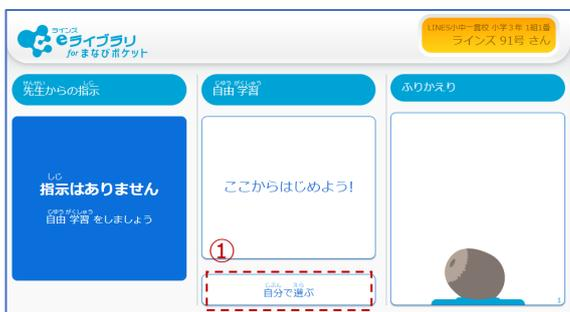 ラインズ
eライブラリ
for まなびポケット
LINES小中一貫校 小学3年 1組1番
ラインズ 91号 さん
せんせい しじ
先生からの指示
じゆう がくしゅう
自由 学習
ふりかえり
しじ
指示はありません
じゆう がくしゅう
自由 学習 をしましょう
ここからはじめよう!
①
じぶん えら
自分で選ぶ
1